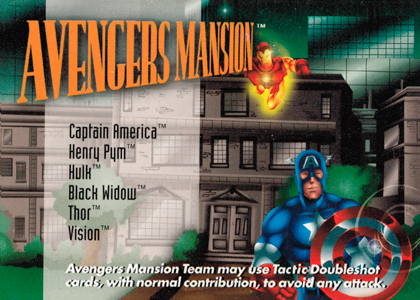 AVENGERS MANSION™
Captain America™
Henry Pym™
Hulk™
Black Widow™
Thor™
Vision™
Avengers Mansion Team may use Tactic Doubleshot
cards, with normal contribution, to avoid any attack.